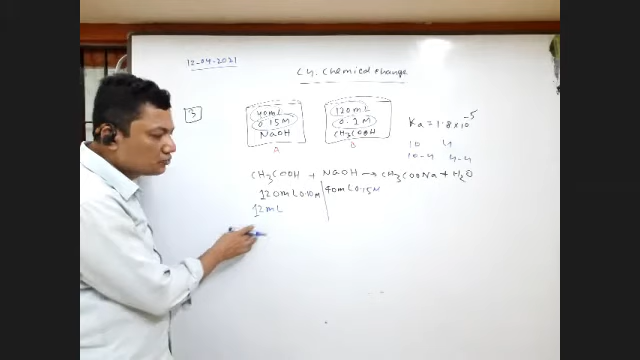 12-04-2021
C4. Chemical change
3
40mL
0.15M
NaOH
A
120mL
0.1M
CH3COOH
B
Ka = 1.8×10^-5
10 4
10-4 4-4
CH3COOH + NaOH → CH3COONa + H2O
120mL 0.10M 40mL 0.15M
12mL